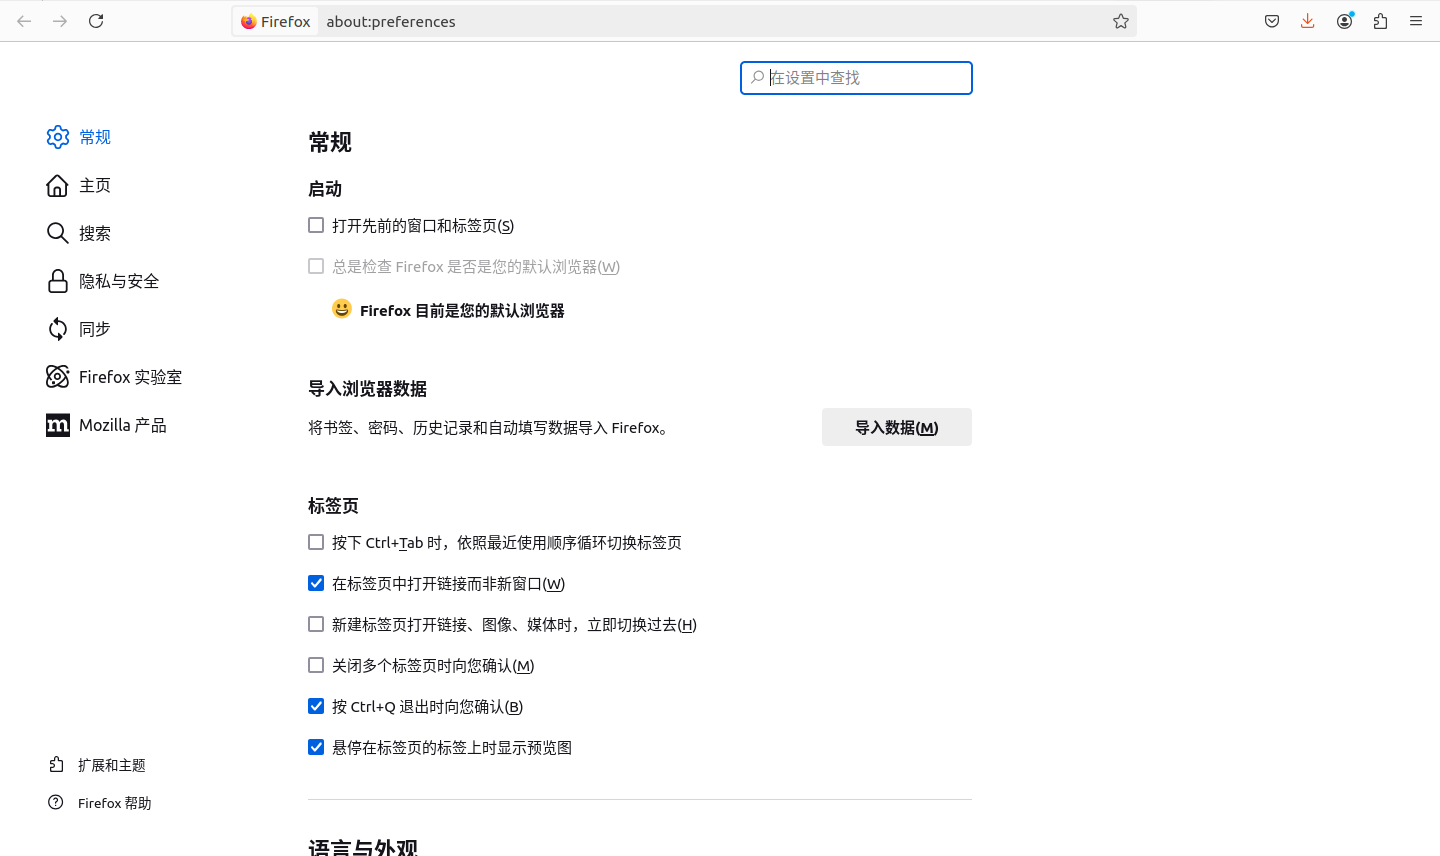 Firefox about:preferences
在设置中查找
常规
主页
搜索
隐私与安全
同步
Firefox 实验室
Mozilla 产品
扩展和主题
Firefox 帮助
常规
启动
打开先前的窗口和标签页(S)
总是检查 Firefox 是否是您的默认浏览器(W)
Firefox 目前是您的默认浏览器
导入浏览器数据
将书签、密码、历史记录和自动填写数据导入 Firefox。
导入数据(M)
标签页
按下 Ctrl+Tab 时，依照最近使用顺序循环切换标签页
在标签页中打开链接而非新窗口(W)
新建标签页打开链接、图像、媒体时，立即切换过去(H)
关闭多个标签页时向您确认(M)
按 Ctrl+Q 退出时向您确认(B)
悬停在标签页的标签上时显示预览图
语言与外观